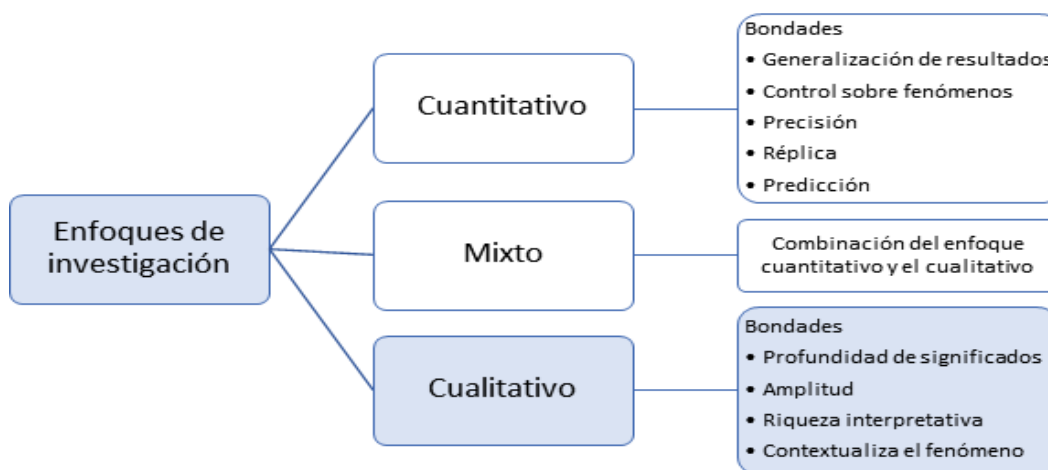 Enfoques de
investigación
Cuantitativo
Bondades
• Generalización de resultados
• Control sobre fenómenos
• Precisión
• Réplica
• Predicción
Mixto
Combinación del enfoque
cuantitativo y el cualitativo
Cualitativo
Bondades
• Profundidad de significados
• Amplitud
• Riqueza interpretativa
• Contextualiza el fenómeno